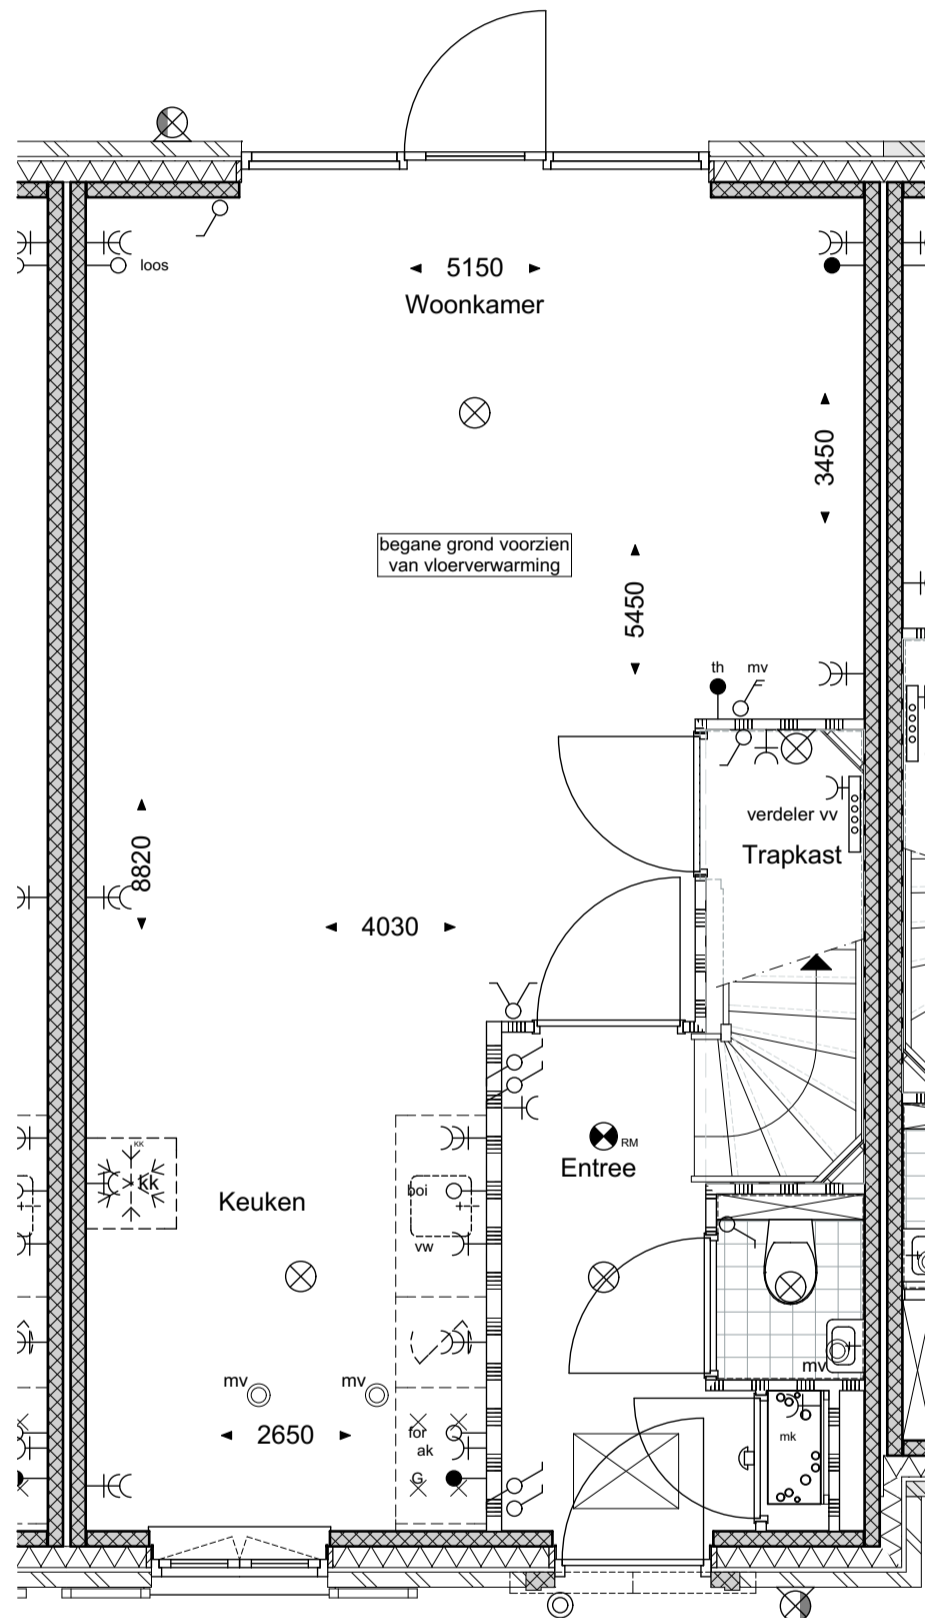 loos
5150
Woonkamer
3450
begane grond voorzien
van vloerverwarming
5450
th
mv
verdeler vv
Trapkast
8820
4030
RM
Entree
KK
kk
Keuken
boi
vw
mv
mv
mv
2650
for
ak
G
mk